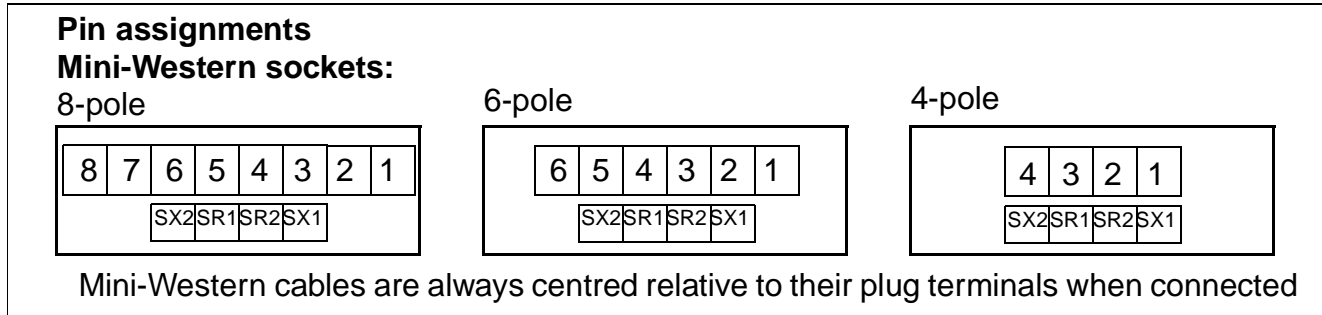 Pin assignments
Mini-Western sockets:
8-pole 6-pole 4-pole
8 7 6 5 4 3 2 1 6 5 4 3 2 1 4 3 2 1
SX2 SR1 SR2 SX1 SX2 SR1 SR2 SX1 SX2 SR1 SR2 SX1
Mini-Western cables are always centred relative to their plug terminals when connected